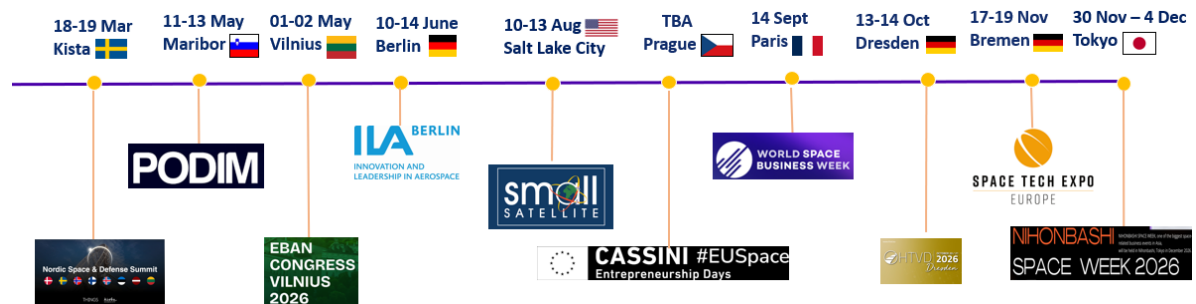 18-19 Mar
Kista
11-13 May
Maribor
01-02 May
Vilnius
10-14 June
Berlin
10-13 Aug
Salt Lake City
TBA
Prague
14 Sept
Paris
13-14 Oct
Dresden
17-19 Nov
Bremen
30 Nov – 4 Dec
Tokyo
Nordic Space & Defense Summit
PODIM
EBAN
CONGRESS
VILNIUS
2026
ILA BERLIN
INNOVATION AND
LEADERSHIP IN AEROSPACE
small
SATELLITE
CASSINI #EUSpace
Entrepreneurship Days
WORLD SPACE
BUSINESS WEEK
HTVD 2026
Dresden
SPACE TECH EXPO
EUROPE
NIHONBASHI
SPACE WEEK 2026